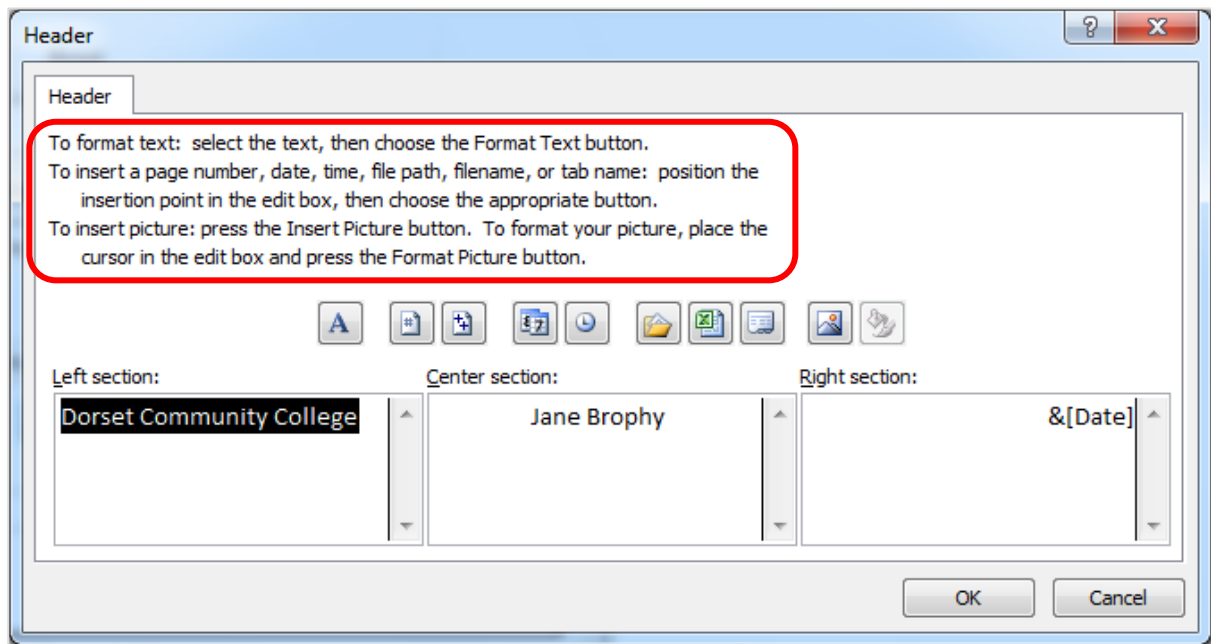 Header
Header
To format text: select the text, then choose the Format Text button.
To insert a page number, date, time, file path, filename, or tab name: position the
insertion point in the edit box, then choose the appropriate button.
To insert picture: press the Insert Picture button. To format your picture, place the
cursor in the edit box and press the Format Picture button.
A
Left section: Center section: Right section:
Dorset Community College Jane Brophy &[Date]
OK Cancel